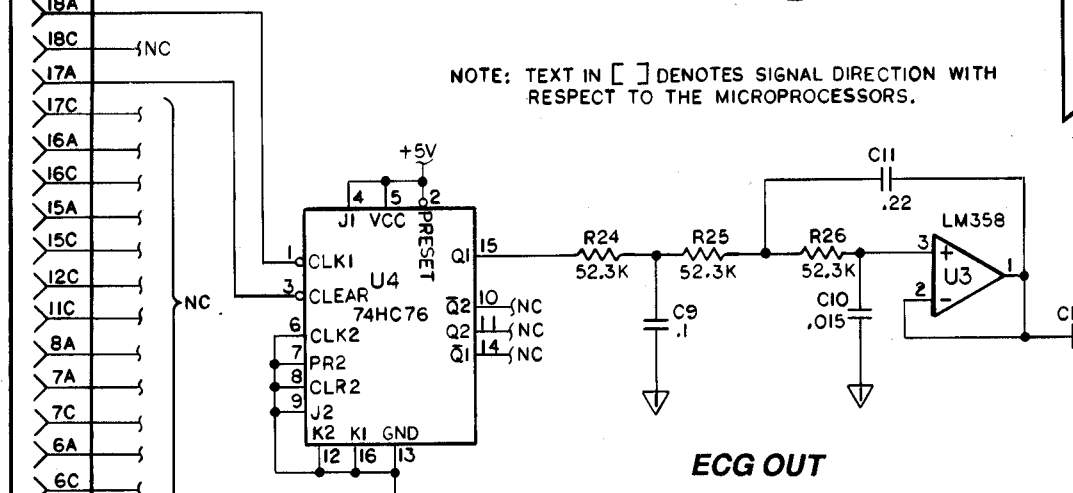 18A
18C
NC
17A
17C
16A
16C
15A
15C
12C
11C
8A
7A
7C
6A
6C
NC
NOTE: TEXT IN [ ] DENOTES SIGNAL DIRECTION WITH
RESPECT TO THE MICROPROCESSORS.
+5V
4 5 2
J1 VCC PRESET
1 CLK1
3 CLEAR
U4
74HC76
6 CLK2
7 PR2
8 CLR2
9 J2
K2 K1 GND
12 16 13
Q1 15
Q̅2 10 NC
Q2 11 NC
Q̅1 14 NC
R24
52.3K
R25
52.3K
R26
52.3K
C9
.1
C10
.015
C11
.22
LM358
U3
3 +
2 -
1
ECG OUT